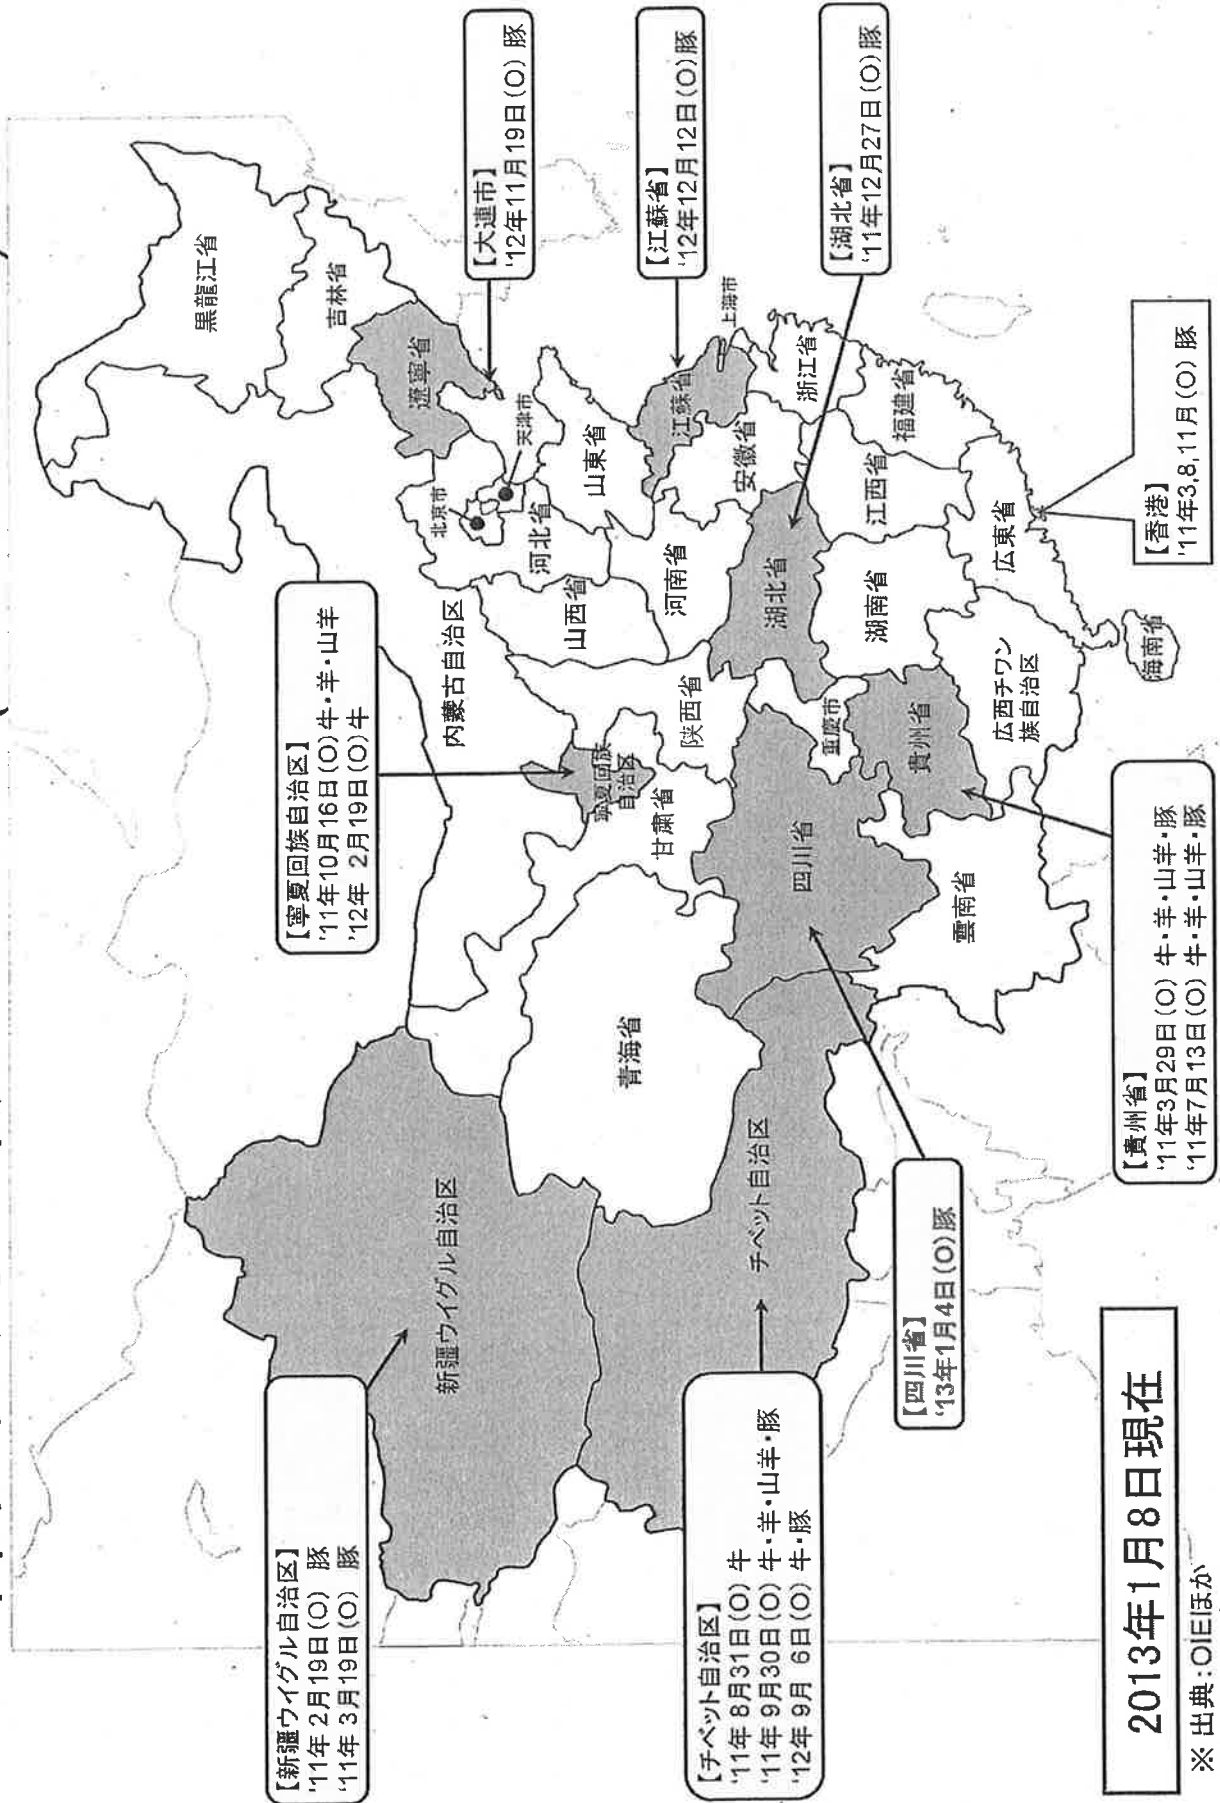 【新疆ウイグル自治区】
'11年 2月19日(O) 豚
'11年 3月19日(O) 豚
【寧夏回族自治区】
'11年10月16日(O)牛・羊・山羊
'12年 2月19日(O)牛
【大連市】
'12年11月19日(O) 豚
【江蘇省】
'12年12月12日(O)豚
【湖北省】
'11年12月27日(O)豚
【香港】
'11年3,8,11月(O) 豚
【貴州省】
'11年3月29日(O) 牛・羊・山羊・豚
'11年7月13日(O) 牛・羊・山羊・豚
【四川省】
'13年1月4日(O)豚
【チベット自治区】
'11年 8月31日(O) 牛
'11年 9月30日(O) 牛・羊・山羊・豚
'12年 9月 6日(O) 牛・豚
黒龍江省
吉林省
遼寧省
内蒙古自治区
北京市
天津市
河北省
山西省
山東省
新疆ウイグル自治区
寧夏回族
自治区
甘粛省
陝西省
河南省
江蘇省
上海市
安徽省
青海省
チベット自治区
四川省
重慶市
湖北省
浙江省
湖南省
江西省
福建省
貴州省
雲南省
広西チワン
族自治区
広東省
海南省
2013年1月8日現在
※ 出典:OIEほか